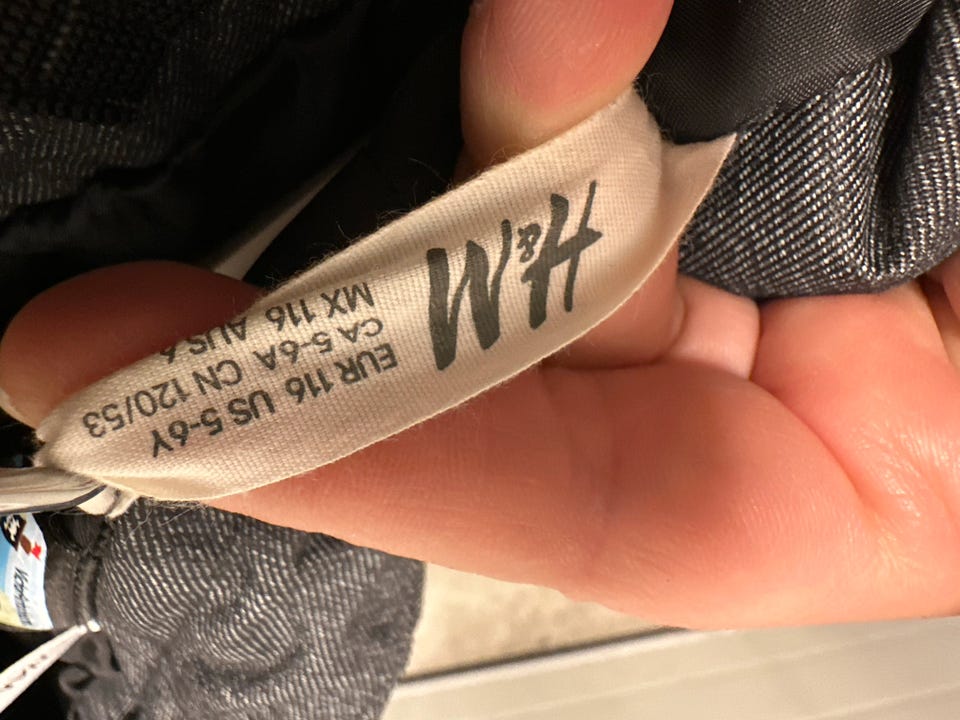 H&M
EUR 116 US 5-6Y
CA 5-6A CN 120/53
MX 116 AUS 6